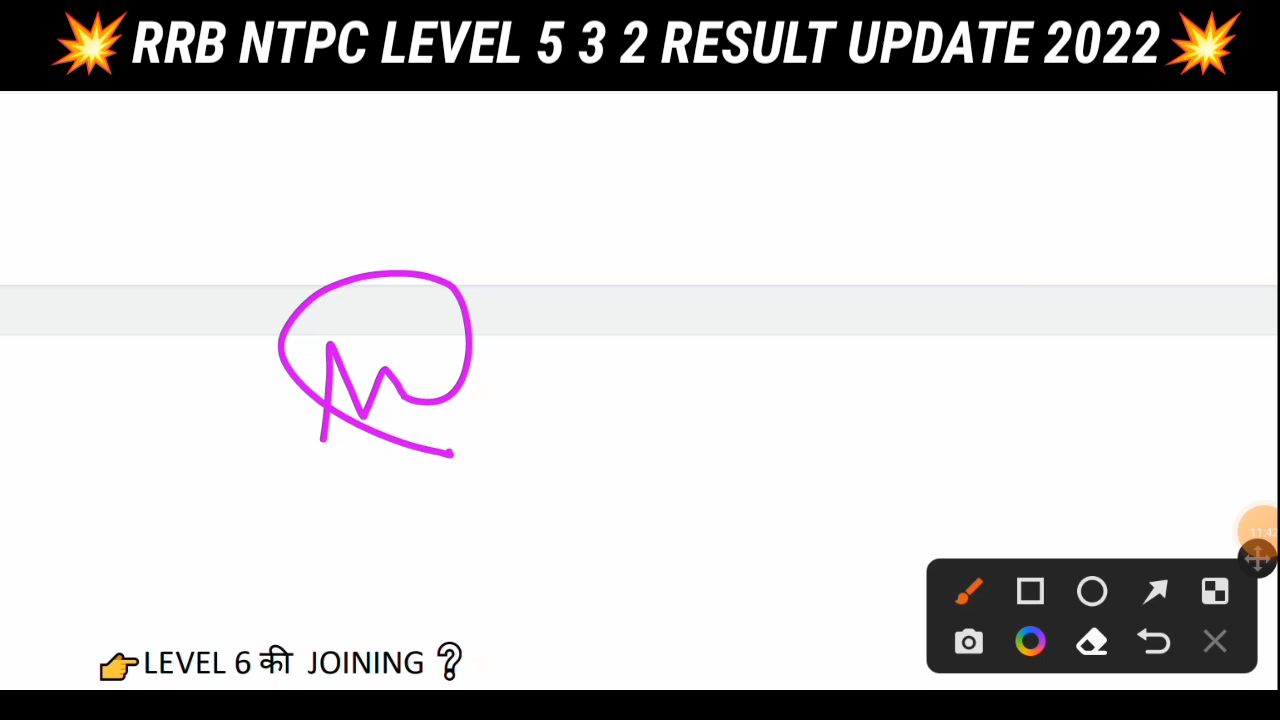 💥RRB NTPC LEVEL 5 3 2 RESULT UPDATE 2022💥
👉LEVEL 6 की JOINING ?